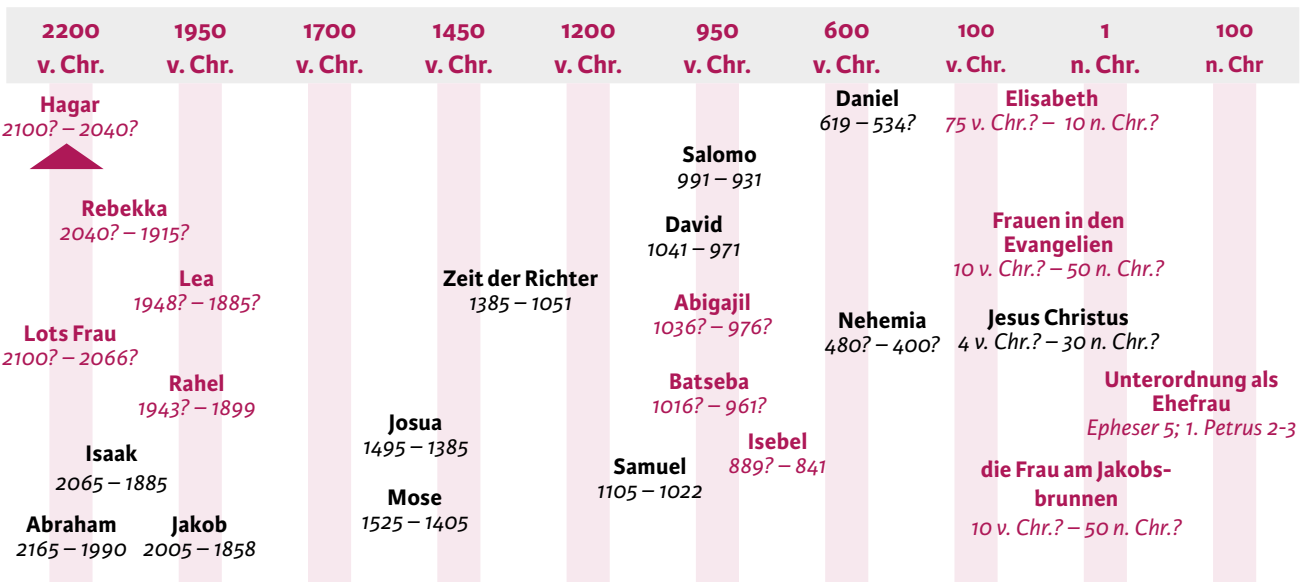 2200 1950 1700 1450 1200 950 600 100 1 100
v. Chr. v. Chr. v. Chr. v. Chr. v. Chr. v. Chr. v. Chr. v. Chr. n. Chr. n. Chr
Hagar
2100? – 2040?
Rebekka
2040? – 1915?
Lea
1948? – 1885?
Lots Frau
2100? – 2066?
Rahel
1943? – 1899
Isaak
2065 – 1885
Abraham
2165 – 1990
Jakob
2005 – 1858
Zeit der Richter
1385 – 1051
Josua
1495 – 1385
Mose
1525 – 1405
Salomo
991 – 931
David
1041 – 971
Abigajil
1036? – 976?
Batseba
1016? – 961?
Isebel
889? – 841
Samuel
1105 – 1022
Daniel
619 – 534?
Nehemia
480? – 400?
Elisabeth
75 v. Chr.? – 10 n. Chr.?
Frauen in den
Evangelien
10 v. Chr.? – 50 n. Chr.?
Jesus Christus
4 v. Chr.? – 30 n. Chr.?
Unterordnung als
Ehefrau
Epheser 5; 1. Petrus 2-3
die Frau am Jakobs-
brunnen
10 v. Chr.? – 50 n. Chr.?